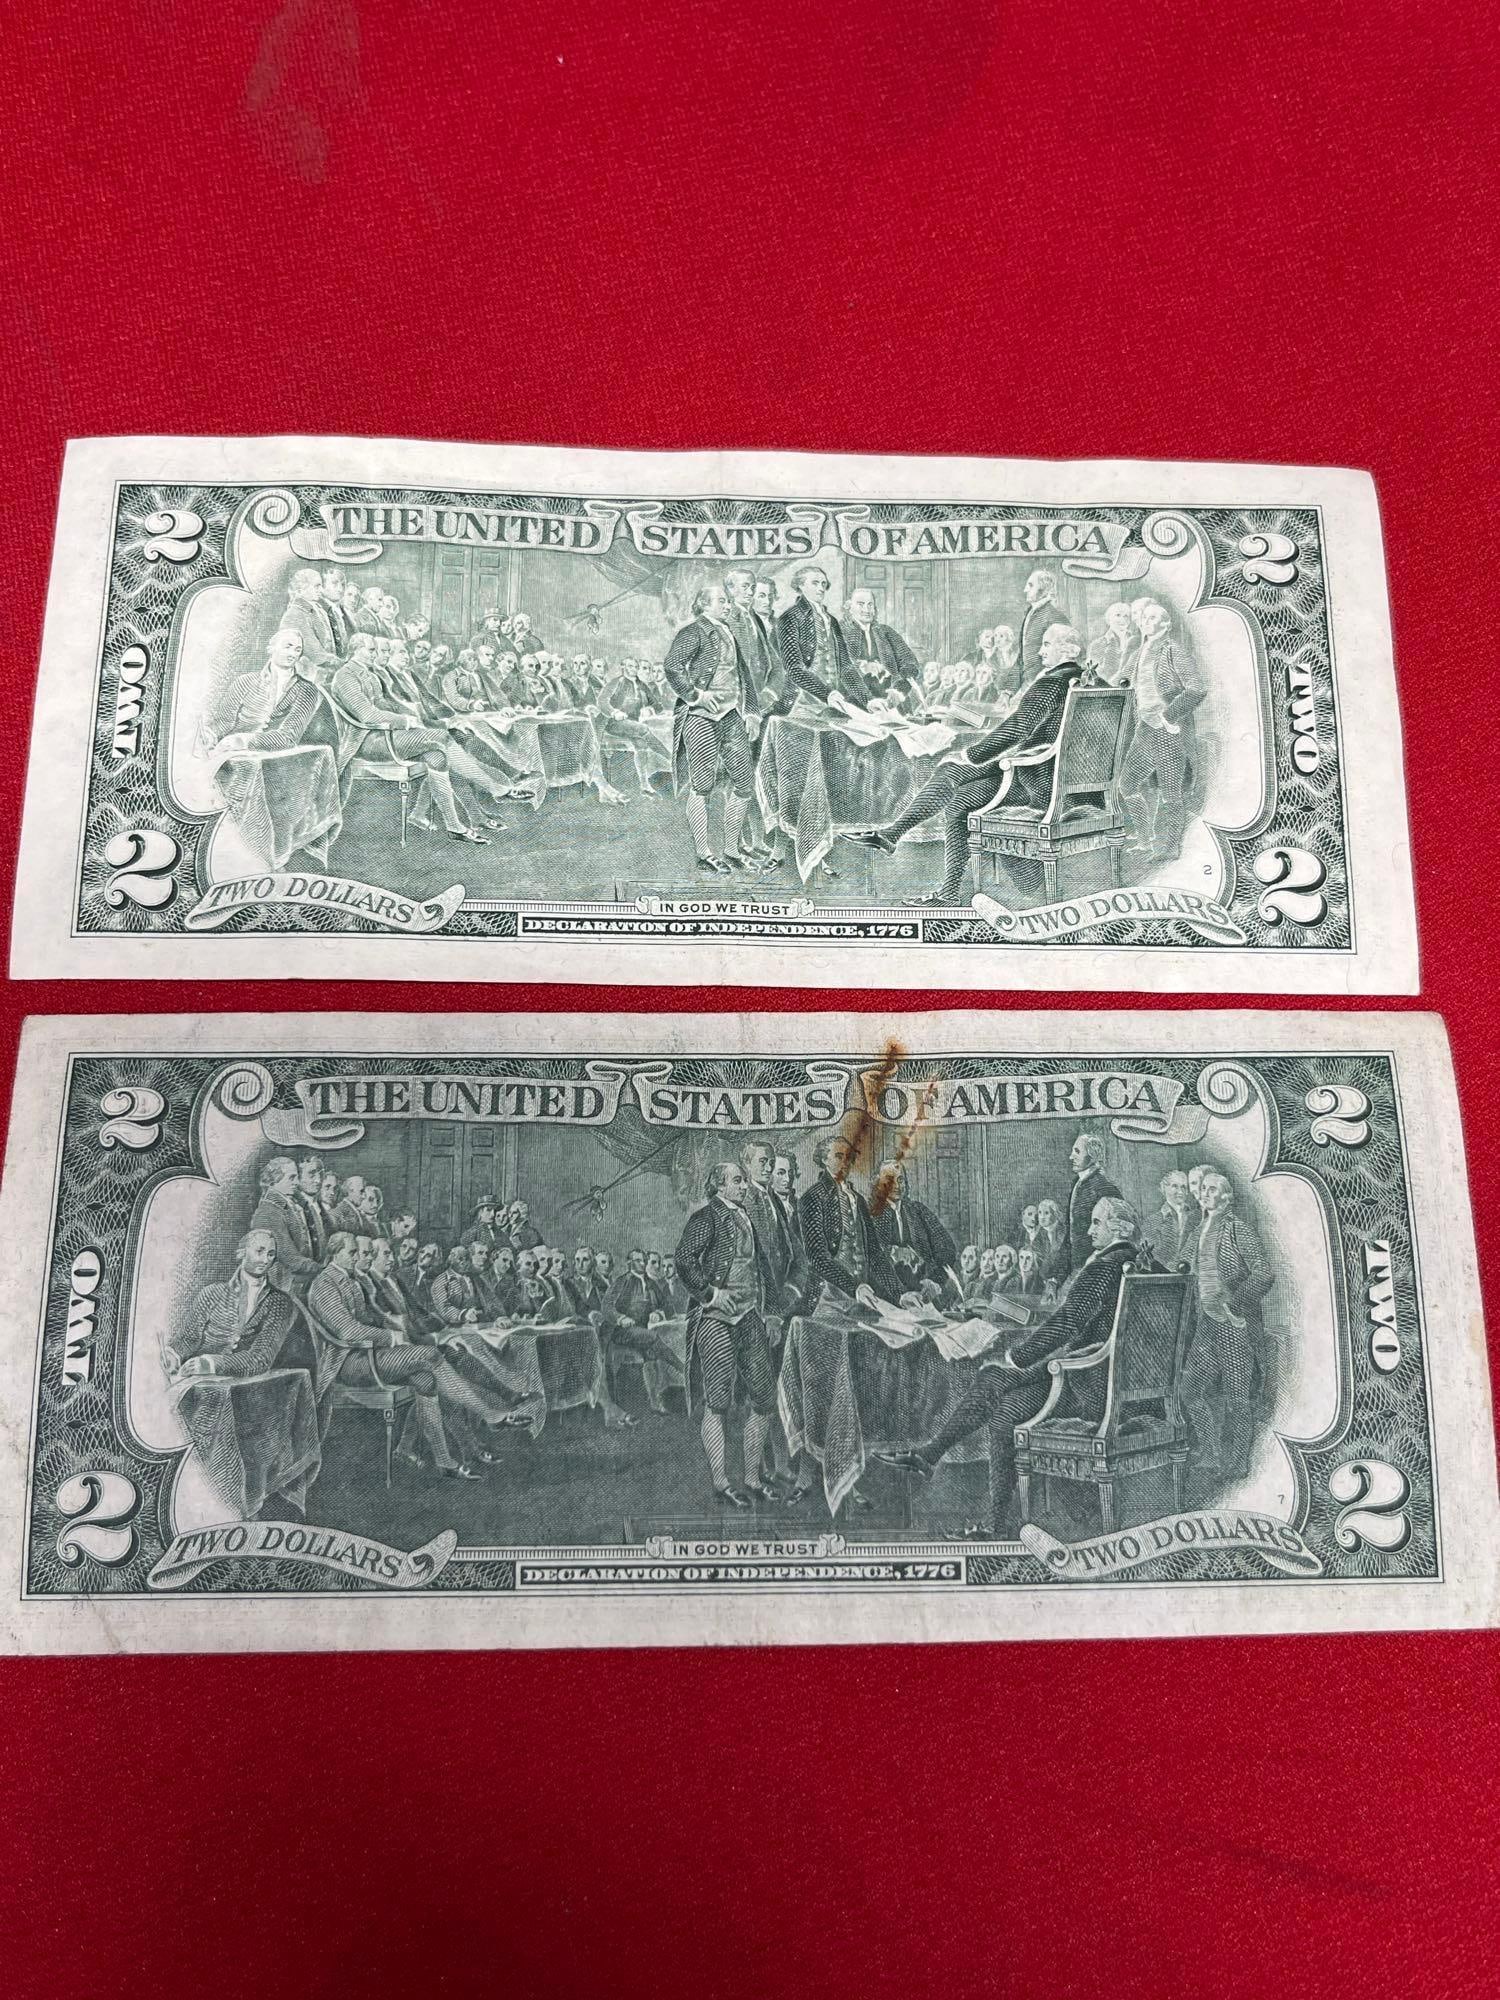 2 THE UNITED STATES OF AMERICA 2
TWO TWO
2
2 TWO DOLLARS IN GOD WE TRUST TWO DOLLARS 2
DECLARATION OF INDEPENDENCE, 1776
2 THE UNITED STATES OF AMERICA 2
TWO TWO
7
2 TWO DOLLARS IN GOD WE TRUST TWO DOLLARS 2
DECLARATION OF INDEPENDENCE, 1776